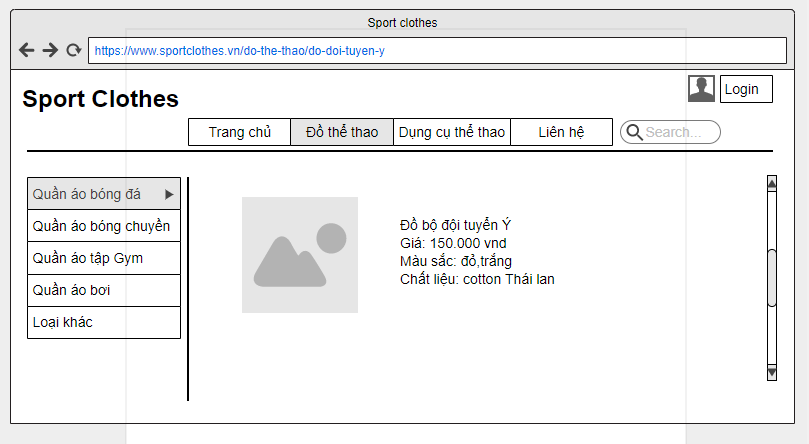 Sport clothes
https://www.sportclothes.vn/do-the-thao/do-doi-tuyen-y
Login
Sport Clothes
Trang chủ
Đồ thể thao
Dụng cụ thể thao
Liên hệ
Search...
Quần áo bóng đá
Quần áo bóng chuyền
Quần áo tập Gym
Quần áo bơi
Loại khác
Đồ bộ đội tuyển Ý
Giá: 150.000 vnd
Màu sắc: đỏ,trắng
Chất liệu: cotton Thái lan